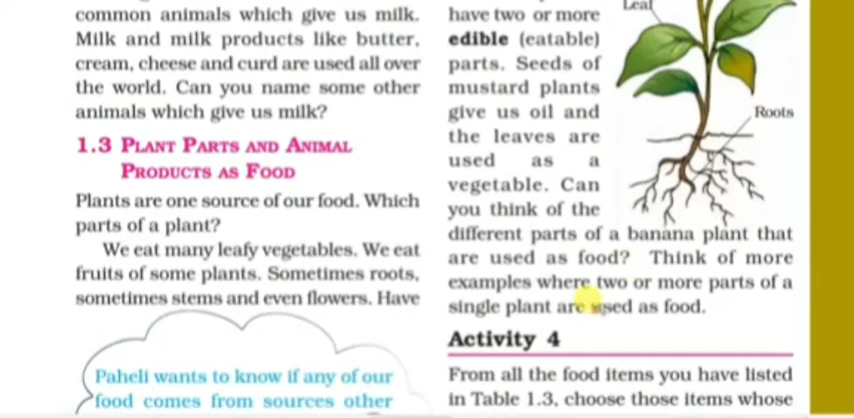 common animals which give us milk.
Milk and milk products like butter,
cream, cheese and curd are used all over
the world. Can you name some other
animals which give us milk?
1.3 PLANT PARTS AND ANIMAL
PRODUCTS AS FOOD
Plants are one source of our food. Which
parts of a plant?
We eat many leafy vegetables. We eat
fruits of some plants. Sometimes roots,
sometimes stems and even flowers. Have
Paheli wants to know if any of our
food comes from sources other
have two or more
edible (eatable)
parts. Seeds of
mustard plants
give us oil and
the leaves are
used as a
vegetable. Can
you think of the
different parts of a banana plant that
are used as food? Think of more
examples where two or more parts of a
single plant are used as food.
Leaf
Roots
Activity 4
From all the food items you have listed
in Table 1.3, choose those items whose